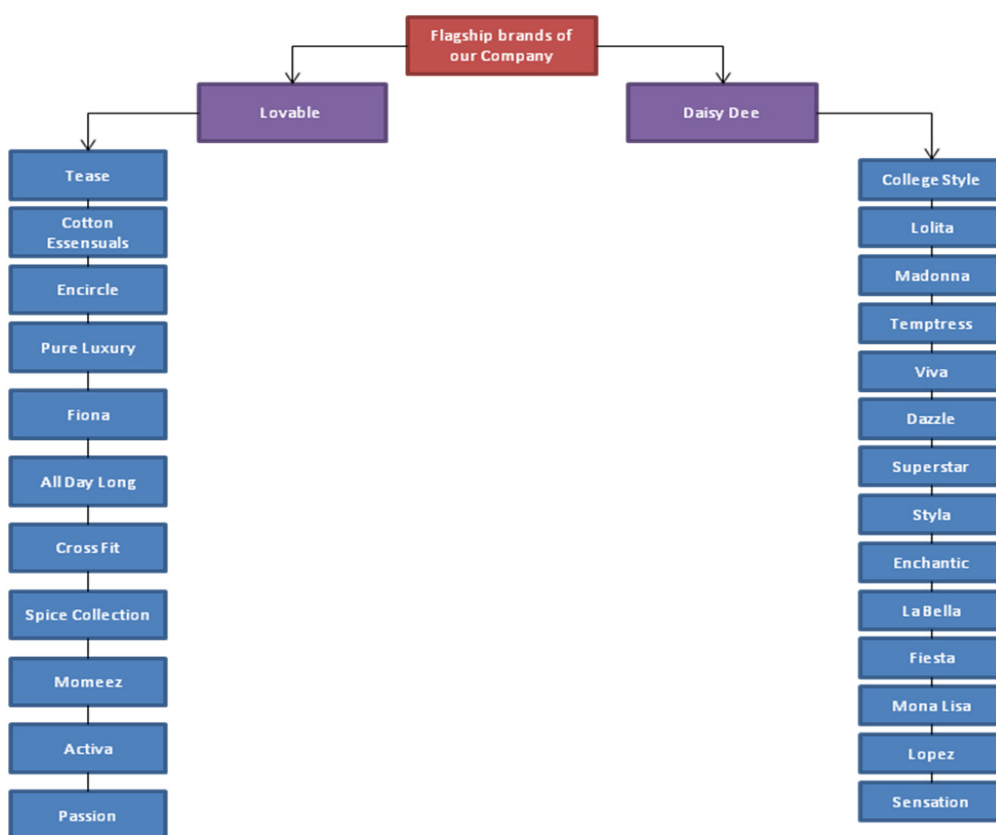 Flagship brands of
our Company
Lovable
Daisy Dee
Tease
Cotton
Essensuals
Encircle
Pure Luxury
Fiona
All Day Long
Cross Fit
Spice Collection
Momeez
Activa
Passion
College Style
Lolita
Madonna
Temptress
Viva
Dazzle
Superstar
Styla
Enchantic
La Bella
Fiesta
Mona Lisa
Lopez
Sensation